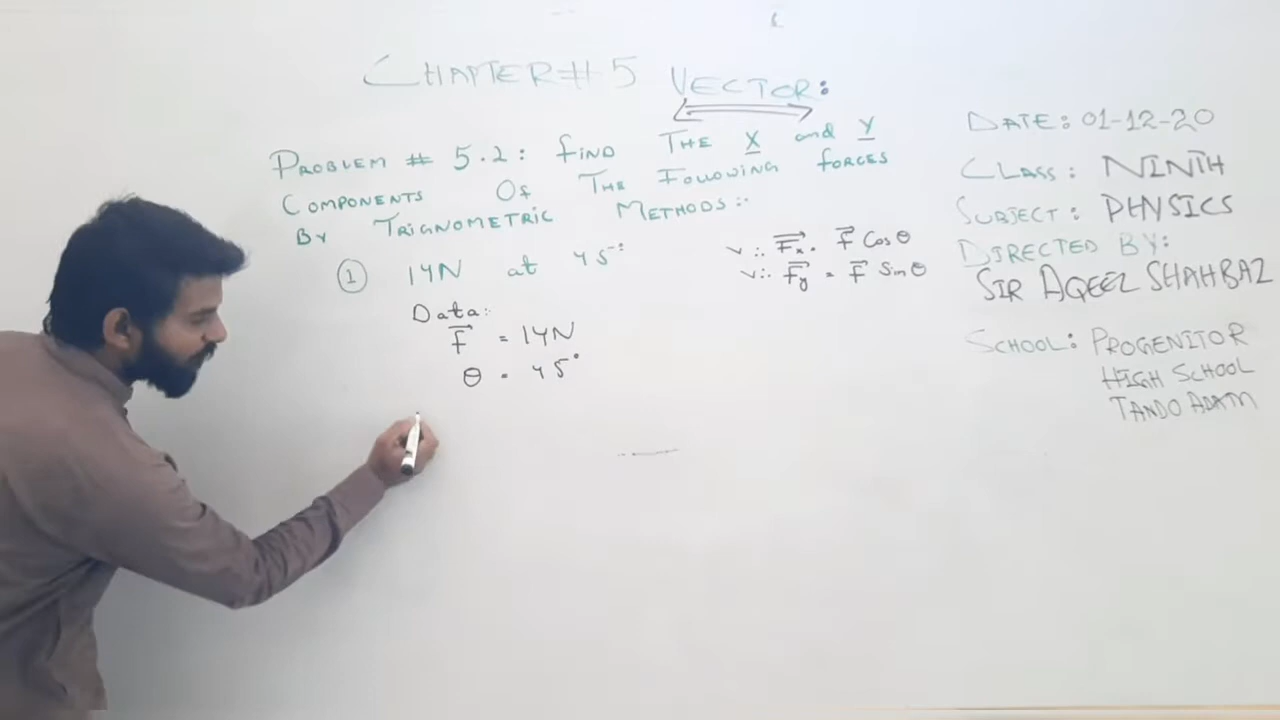 CHAPTER # 5 VECTOR:
PROBLEM # 5.2: FIND THE X and Y
COMPONENTS OF THE FOLLOWING FORCES
BY TRIGNOMETRIC METHODS:-
① 14N at 45°:
Data:
F = 14N
θ = 45°
∵ Fx = F Cos θ
∵ Fy = F Sin θ
DATE: 01-12-20
CLASS: NINTH
SUBJECT: PHYSICS
DIRECTED BY:
SIR AQEEL SHAHBAZ
SCHOOL: PROGENITOR
HIGH SCHOOL
TANDO ADAM